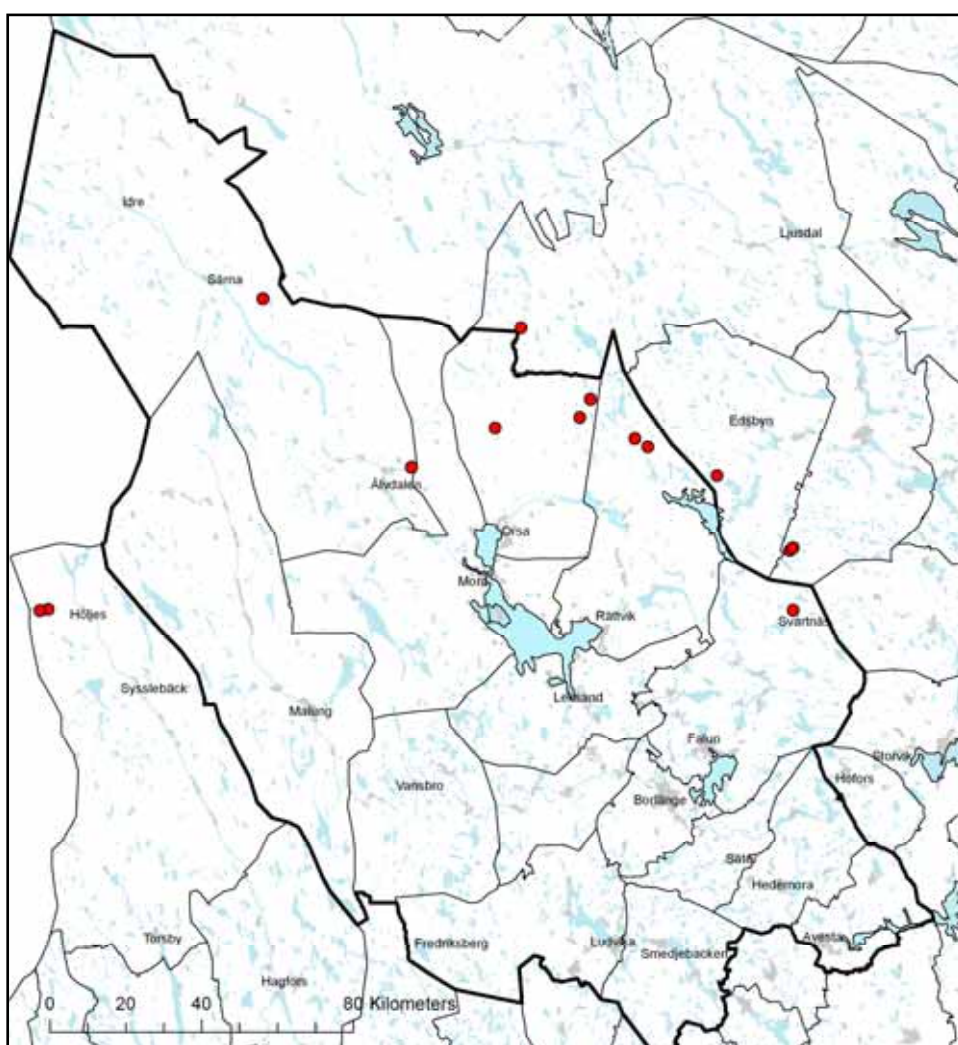 Idre
Ljusdal
Särna
Edsbyn
Älvdalen
Orsa
Mora
Höljes
Rättvik
Svärtnäs
Sysslebäck
Leksand
Malung
Falun
Storvik
Vansbro
Hofors
Borlänge
Säter
Hedemora
Torsby
Fredriksberg
Ludvika
Avesta
Smedjebacken
Hagfors
0 20 40 80 Kilometers